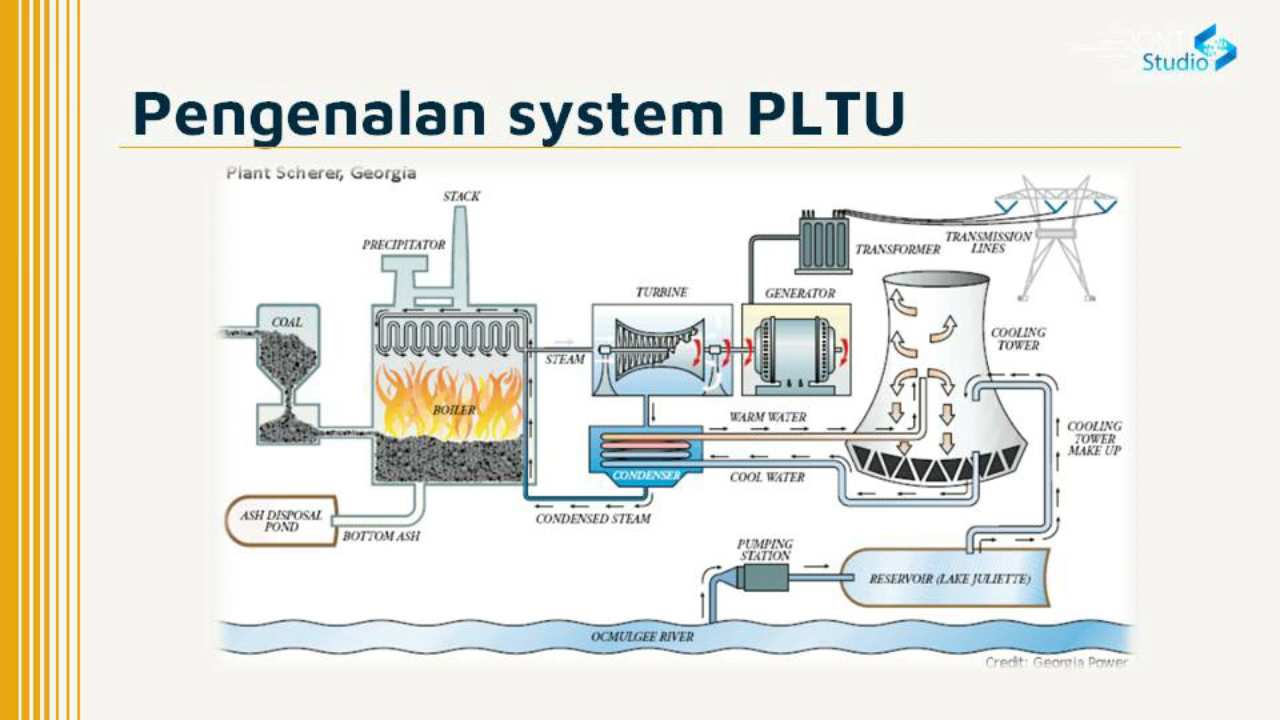 Studio
Pengenalan system PLTU
Plant Scherer, Georgia
STACK
PRECIPITATOR
TRANSFORMER
TRANSMISSION
LINES
COAL
TURBINE
GENERATOR
COOLING
TOWER
STEAM
BOILER
WARM WATER
COOLING
TOWER
MAKE UP
CONDENSER
COOL WATER
ASH DISPOSAL
POND
BOTTOM ASH
CONDENSED STEAM
PUMPING
STATION
RESERVOIR (LAKE JULIETTE)
OCMULGEE RIVER
Credit: Georgia Power